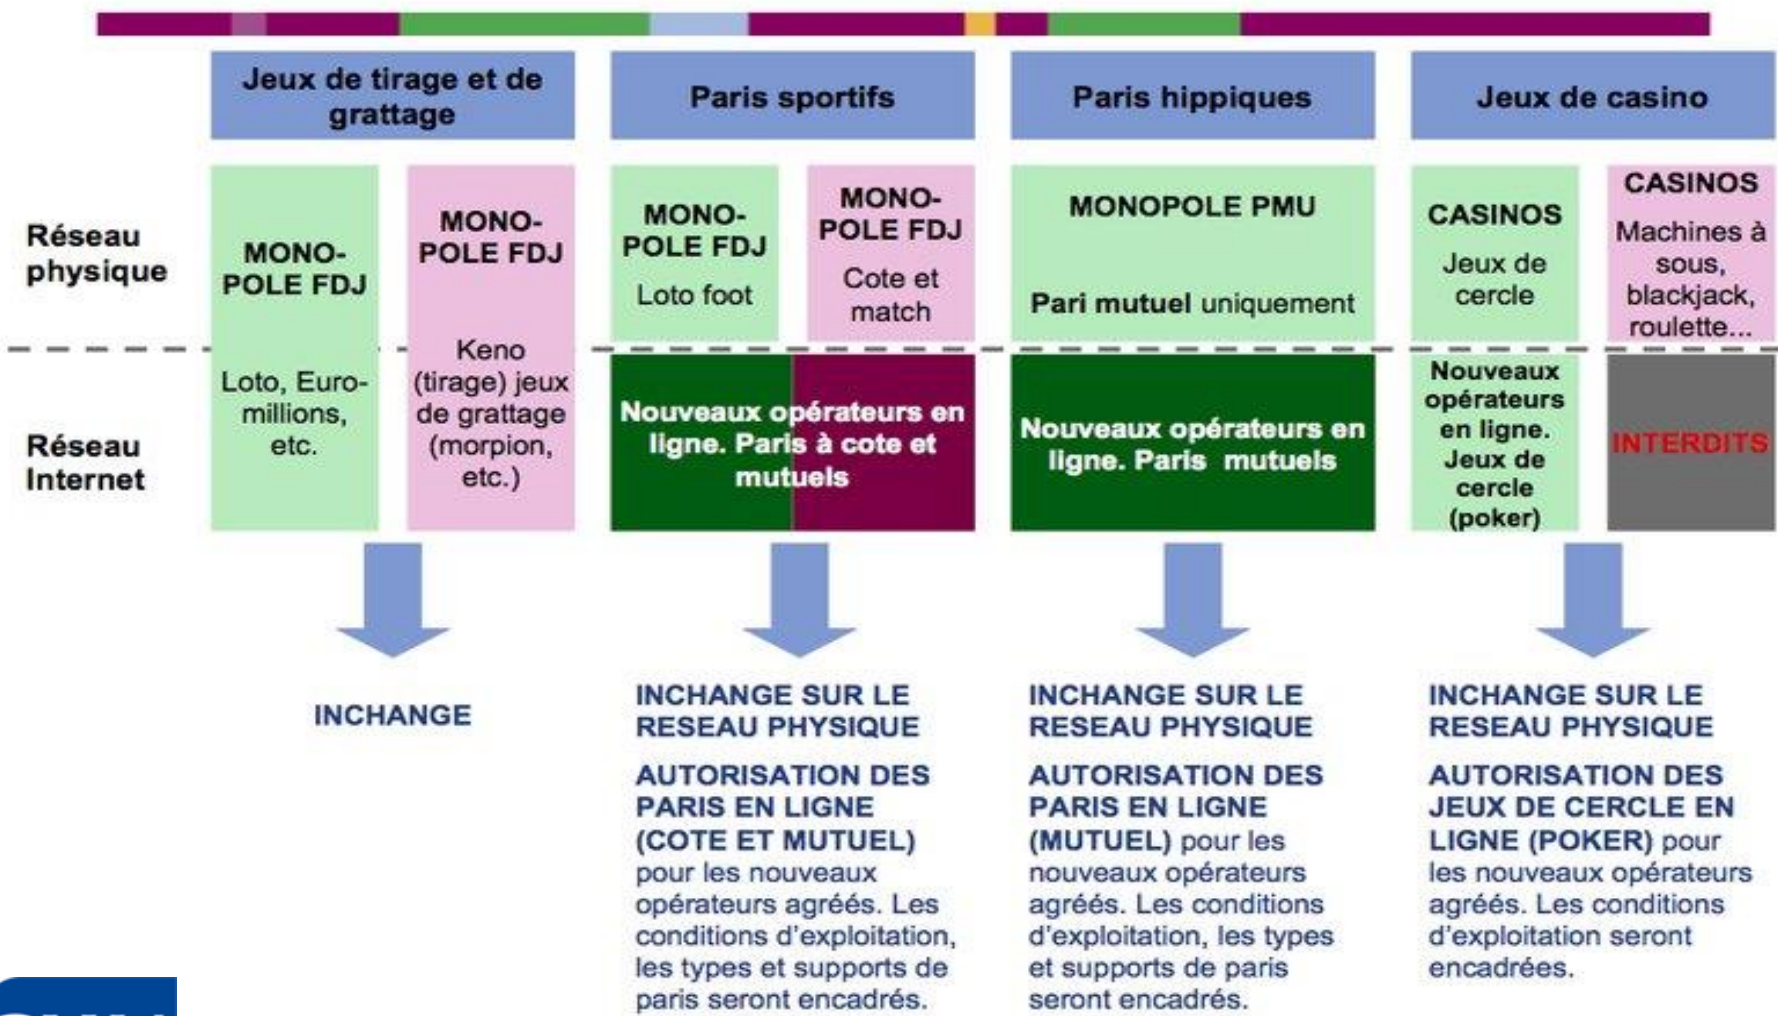 Jeux de tirage et de
grattage
Paris sportifs
Paris hippiques
Jeux de casino
Réseau
physique
MONO-
POLE FDJ
Loto, Euro-
millions,
etc.
MONO-
POLE FDJ
Keno
(tirage) jeux
de grattage
(morpion,
etc.)
MONO-
POLE FDJ
Loto foot
MONO-
POLE FDJ
Cote et
match
MONOPOLE PMU
Pari mutuel uniquement
CASINOS
Jeux de
cercle
CASINOS
Machines à
sous,
blackjack,
roulette...
Réseau
Internet
Nouveaux opérateurs en
ligne. Paris à cote et
mutuels
Nouveaux opérateurs en
ligne. Paris mutuels
Nouveaux
opérateurs
en ligne.
Jeux de
cercle
(poker)
INTERDITS
INCHANGE
INCHANGE SUR LE
RESEAU PHYSIQUE
AUTORISATION DES
PARIS EN LIGNE
(COTE ET MUTUEL)
pour les nouveaux
opérateurs agréés. Les
conditions d'exploitation,
les types et supports de
paris seront encadrés.
INCHANGE SUR LE
RESEAU PHYSIQUE
AUTORISATION DES
PARIS EN LIGNE
(MUTUEL) pour les
nouveaux opérateurs
agréés. Les conditions
d'exploitation, les types
et supports de paris
seront encadrés.
INCHANGE SUR LE
RESEAU PHYSIQUE
AUTORISATION DES
JEUX DE CERCLE EN
LIGNE (POKER) pour
les nouveaux opérateurs
agréés. Les conditions
d'exploitation seront
encadrées.